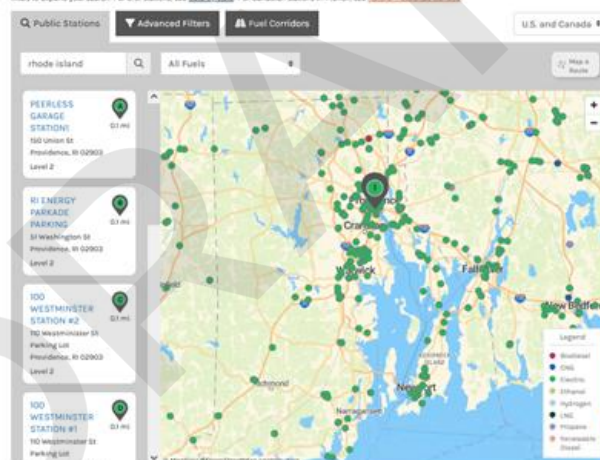 Public Stations
Advanced Filters
Fuel Corridors
U.S. and Canada
rhode island
All Fuels
Map a
Route
PEERLESS
GARAGE
STATION1
150 Union St
Providence, RI 02903
Level 2
0.1 mi
RI ENERGY
PARKADE
PARKING
51 Washington St
Providence, RI 02903
Level 2
0.1 mi
100
WESTMINSTER
STATION #2
110 Westminister St
Parking Lot
Providence, RI 02903
Level 2
0.1 mi
100
WESTMINSTER
STATION #1
110 Westminster St
Parking Lot
0.1 mi
+
−
Warwick
New Bedford
Richmond
Newport
Narragansett
Legend
Biodiesel
CNG
Electric
Ethanol
Hydrogen
LNG
Propane
Renewable
Diesel